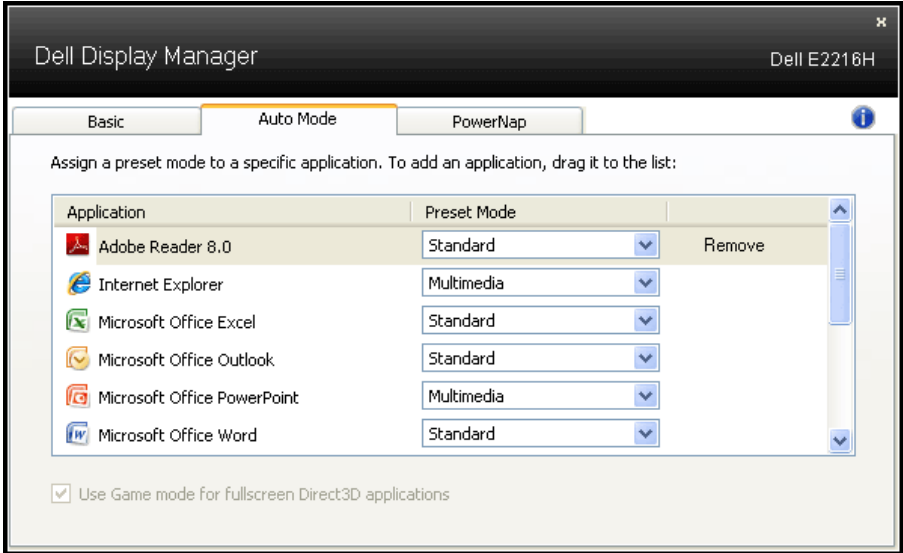 Dell Display Manager
Dell E2216H
Basic
Auto Mode
PowerNap
Assign a preset mode to a specific application. To add an application, drag it to the list:
Application Preset Mode
Adobe Reader 8.0 Standard Remove
Internet Explorer Multimedia
Microsoft Office Excel Standard
Microsoft Office Outlook Standard
Microsoft Office PowerPoint Multimedia
Microsoft Office Word Standard
Use Game mode for fullscreen Direct3D applications